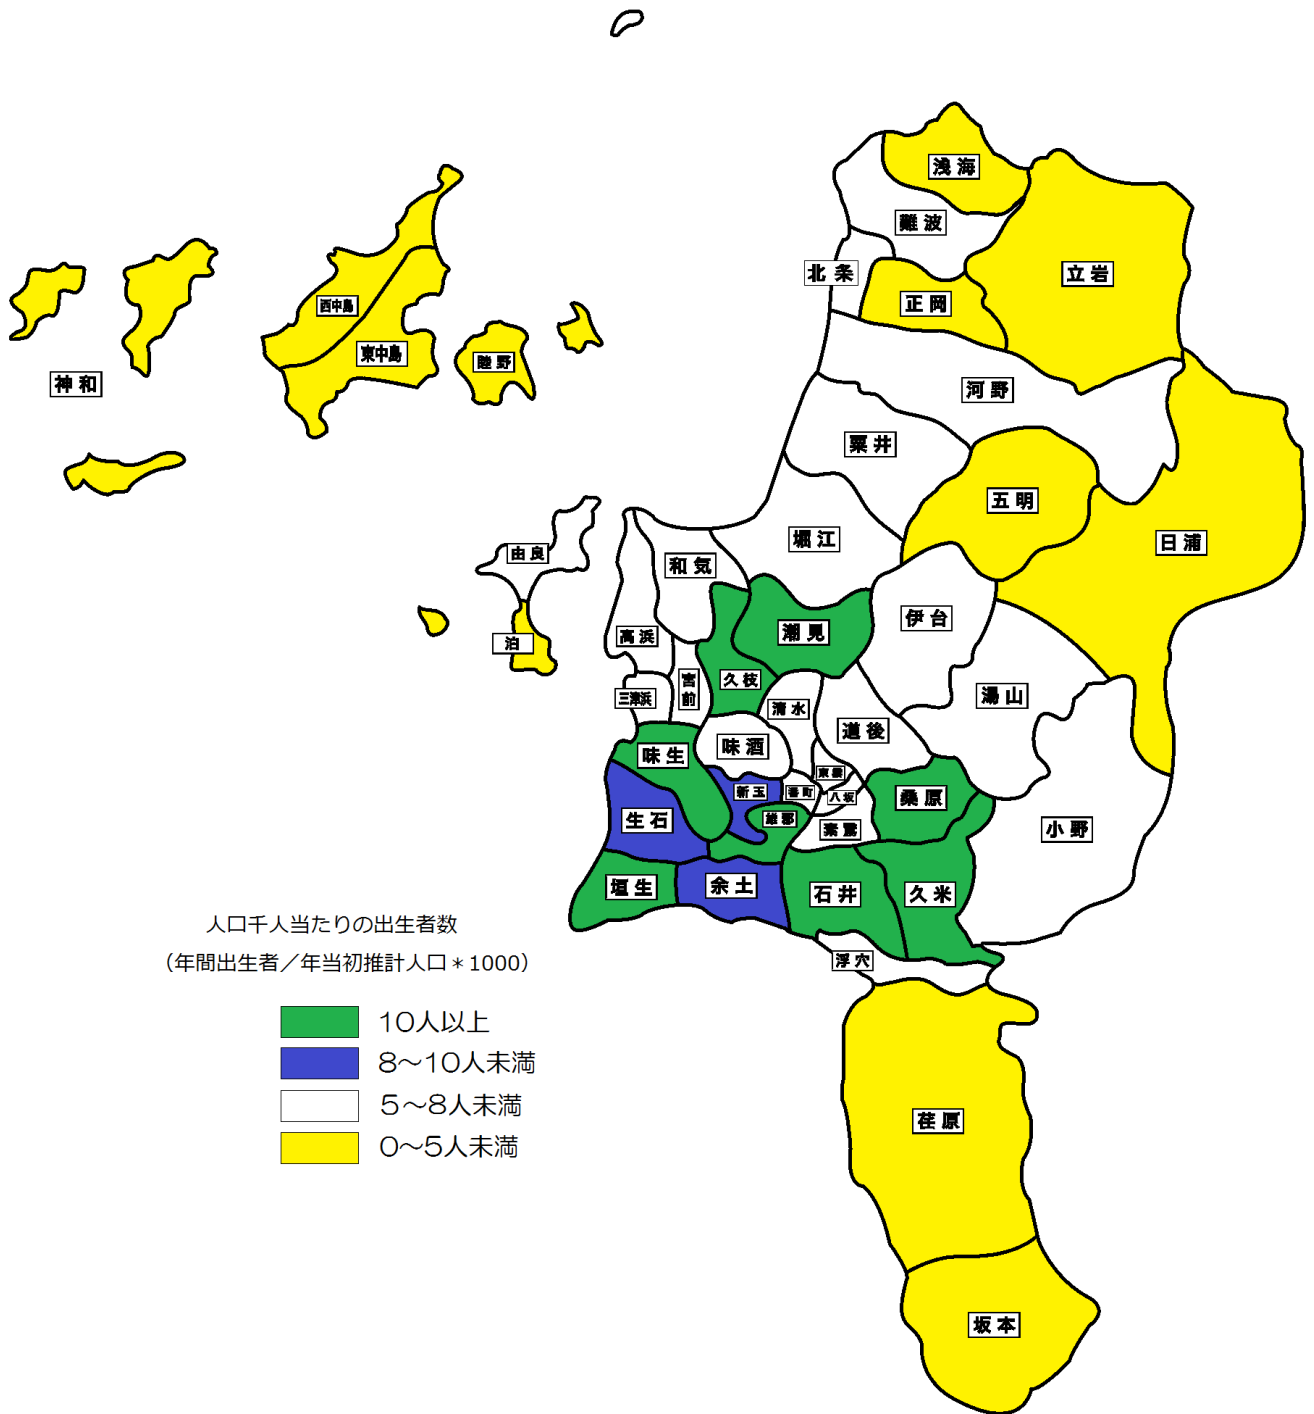 浅海
難波
立岩
北条
正岡
西中島
東中島
陸野
神和
河野
粟井
五明
日浦
堀江
由良
和気
伊台
潮見
高浜
泊
久枝
宮前
三津浜
湯山
清水
道後
味酒
味生
東雲
新玉
番町
八坂
桑原
生石
雄郡
素鵞
小野
垣生
余土
石井
久米
浮穴
荏原
坂本
人口千人当たりの出生者数
（年間出生者／年当初推計人口＊1000）
10人以上
8～10人未満
5～8人未満
0～5人未満